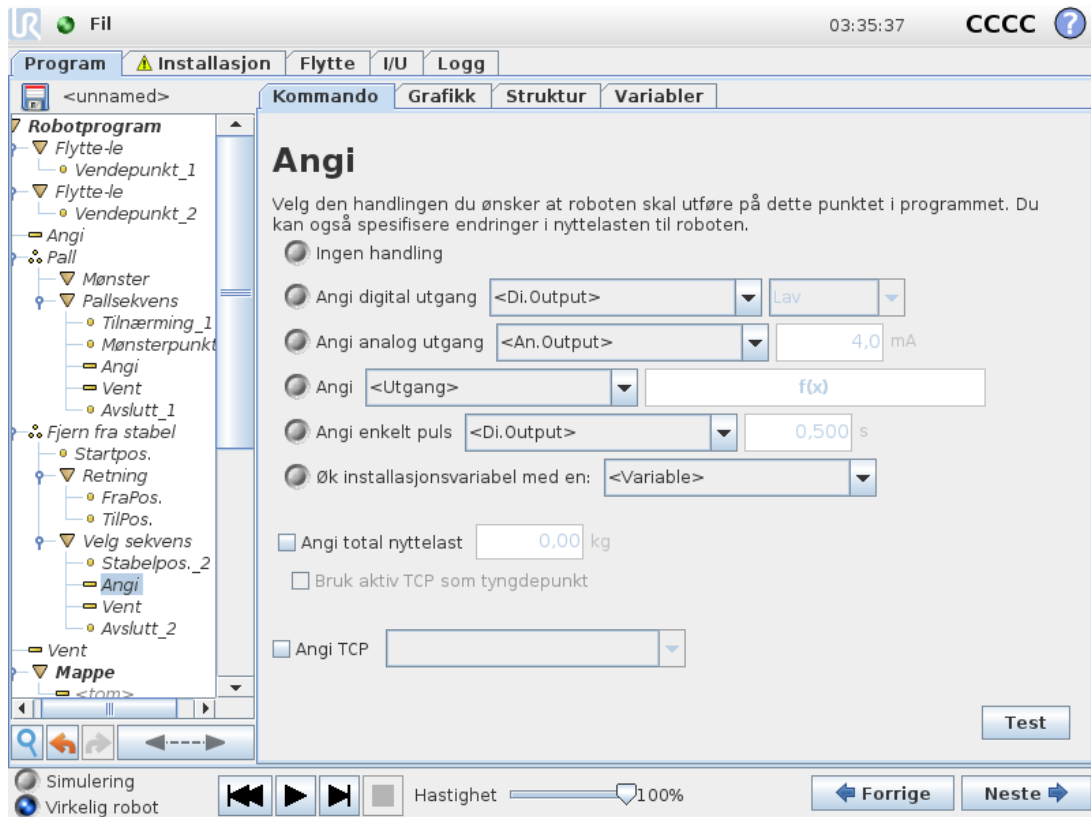 UR Fil 03:35:37 CCCC ?
Program Installasjon Flytte I/U Logg
<unnamed> Kommando Grafikk Struktur Variabler
Robotprogram
Flytte-le
Vendepunkt_1
Flytte-le
Vendepunkt_2
Angi
Pall
Mønster
Pallsekvens
Tilnærming_1
Mønsterpunkt
Angi
Vent
Avslutt_1
Fjern fra stabel
Startpos.
Retning
FraPos.
TilPos.
Velg sekvens
Stabelpos._2
Angi
Vent
Avslutt_2
Vent
Mappe
<tom>
Angi
Velg den handlingen du ønsker at roboten skal utføre på dette punktet i programmet. Du
kan også spesifisere endringer i nyttelasten til roboten.
Ingen handling
Angi digital utgang <Di.Output> Lav
Angi analog utgang <An.Output> 4,0 mA
Angi <Utgang> f(x)
Angi enkelt puls <Di.Output> 0,500 s
Øk installasjonsvariabel med en: <Variable>
Angi total nyttelast 0,00 kg
Bruk aktiv TCP som tyngdepunkt
Angi TCP
Test
Simulering
Virkelig robot
Hastighet 100%
Forrige Neste